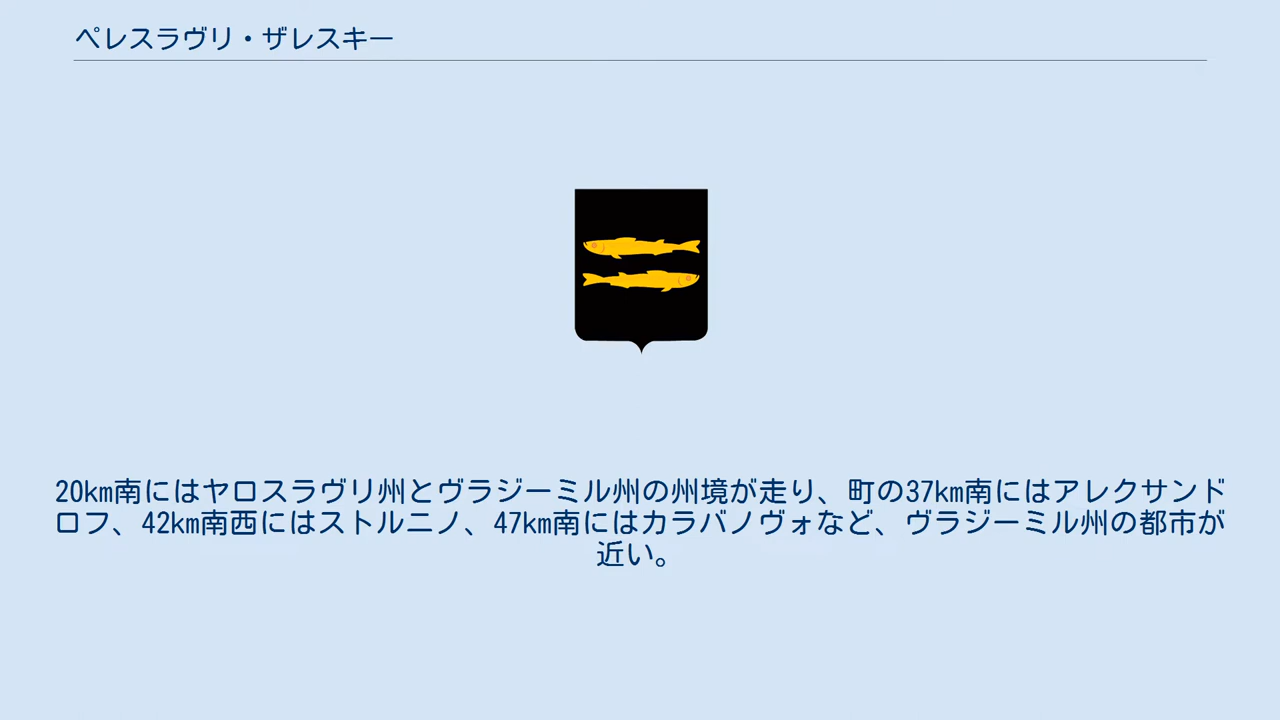 ペレスラヴリ・ザレスキー
20km南にはヤロスラヴリ州とヴラジーミル州の州境が走り、町の37km南にはアレクサンド
ロフ、42km南西にはストルニノ、47km南にはカラバノヴォなど、ヴラジーミル州の都市が
近い。